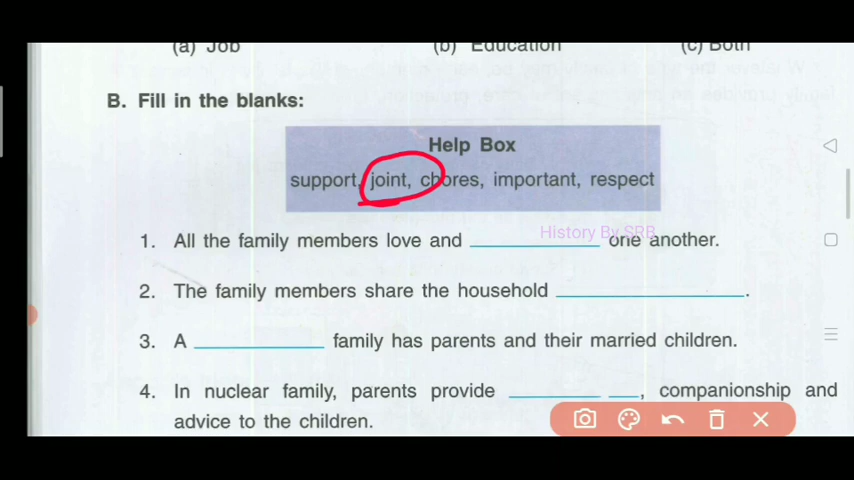 (a) Job (b) Education (c) Both
B. Fill in the blanks:
Help Box
support, joint, chores, important, respect
History By SRB
1. All the family members love and ____________ one another.
2. The family members share the household ____________.
3. A ____________ family has parents and their married children.
4. In nuclear family, parents provide ____________ ___, companionship and
advice to the children.